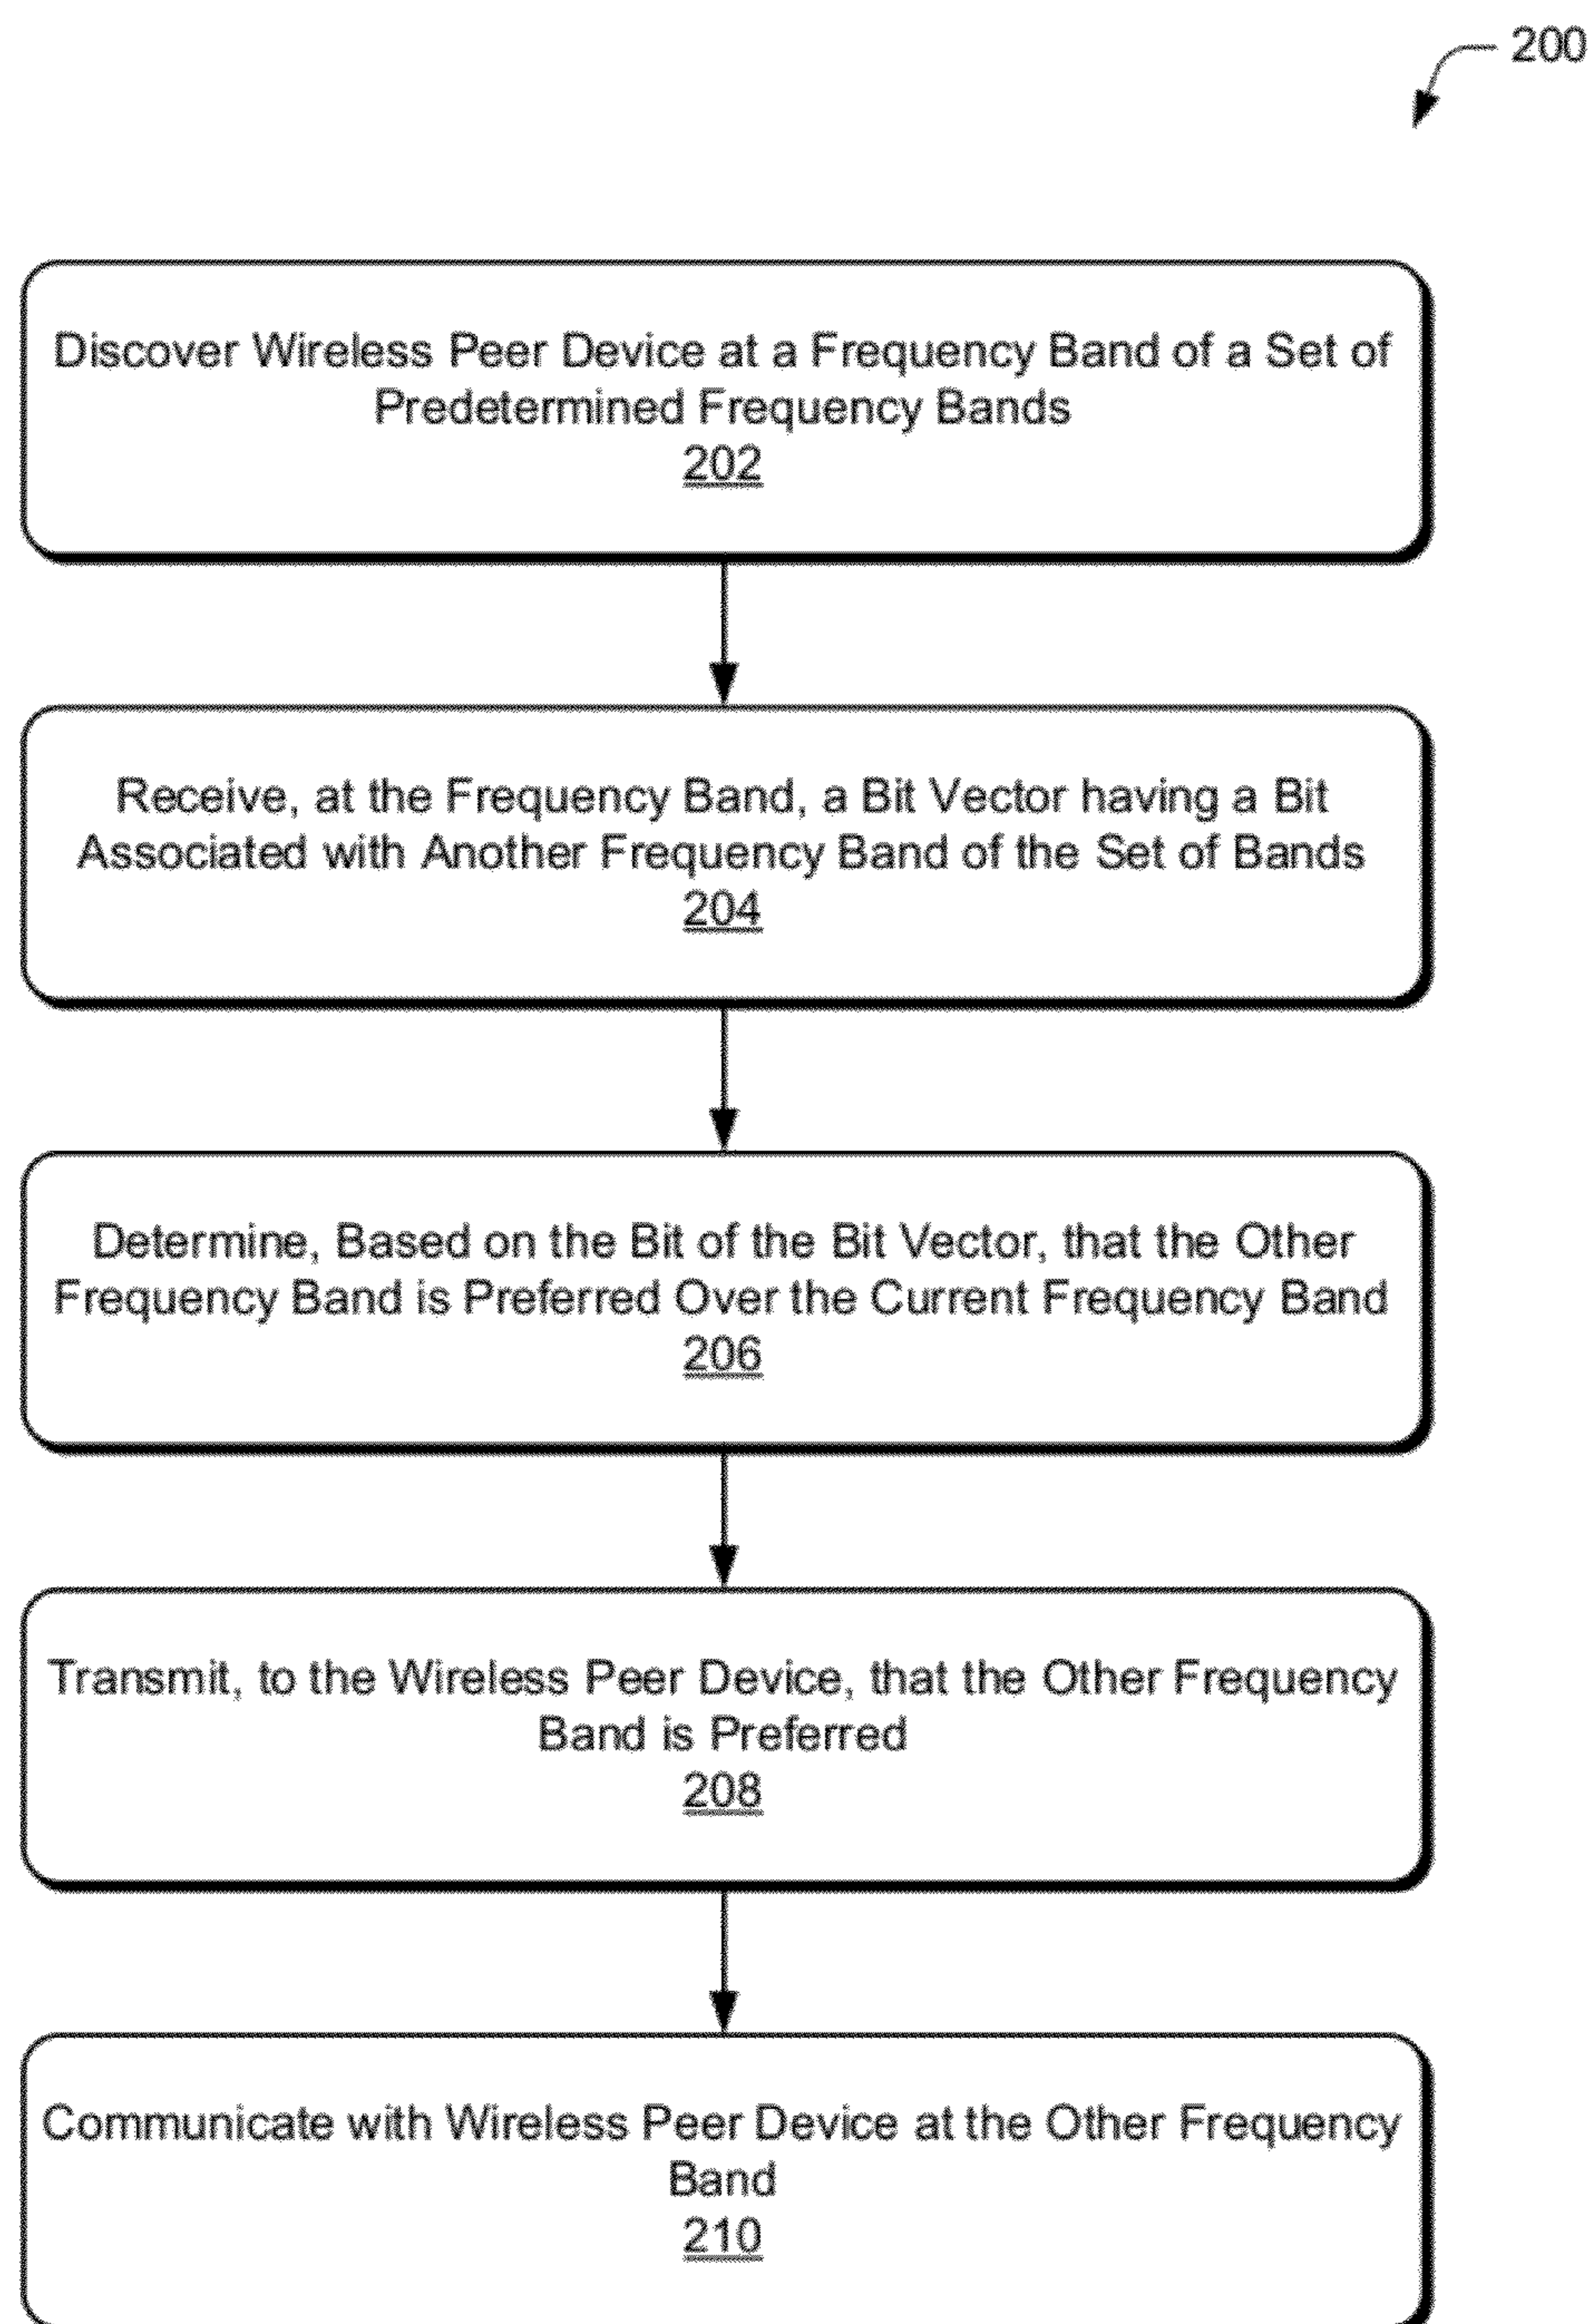 200
Discover Wireless Peer Device at a Frequency Band of a Set of
Predetermined Frequency Bands
202
Receive, at the Frequency Band, a Bit Vector having a Bit
Associated with Another Frequency Band of the Set of Bands
204
Determine, Based on the Bit of the Bit Vector, that the Other
Frequency Band is Preferred Over the Current Frequency Band
206
Transmit, to the Wireless Peer Device, that the Other Frequency
Band is Preferred
208
Communicate with Wireless Peer Device at the Other Frequency
Band
210